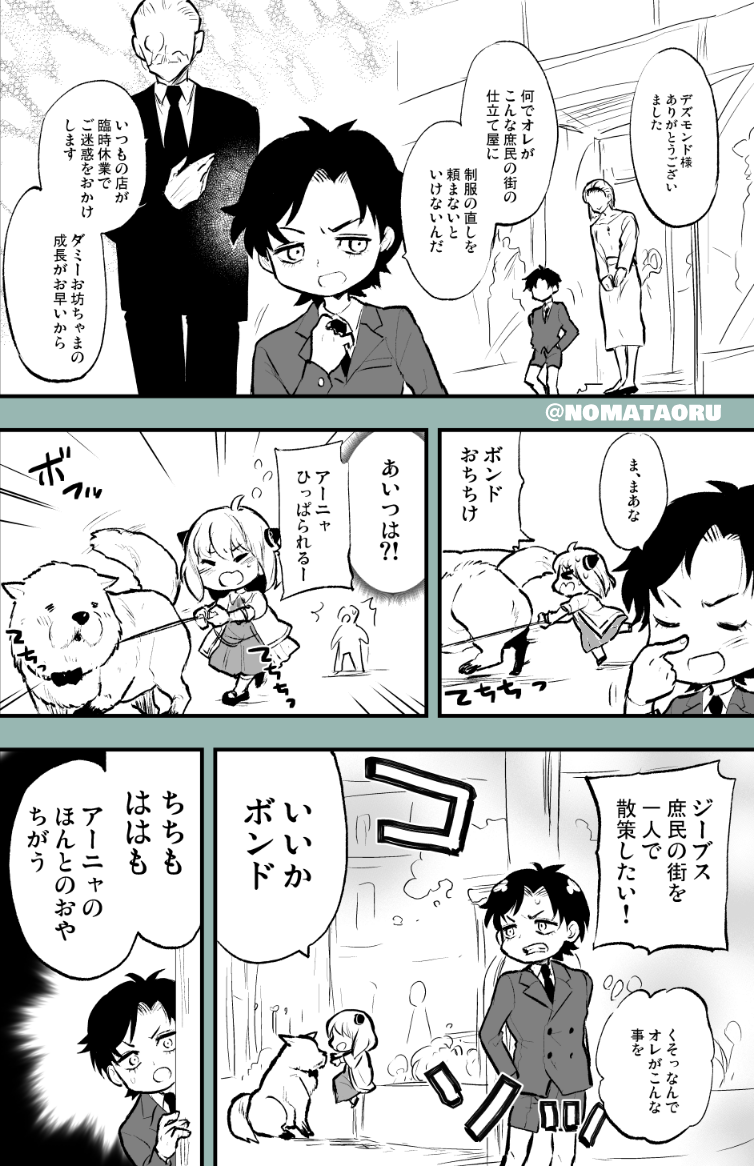 デズモンド様
ありがとうござい
ました
何でオレが
こんな庶民の街の
仕立て屋に
制服の直しを
頼まないと
いけないんだ
いつもの店が
臨時休業で
ご迷惑をおかけ
します
ダミーお坊ちゃまの
成長がお早いから
@NOMATAORU
ま、まあな
ボンド
おちちけ
てちちっ
あいつは?!
アーニャ
ひっぱられるー
ボフッ
てちっ
てちちっ
ジーブス
庶民の街を
一人で
散策したい!
くそっなんで
オレがこんな
事を
コソソソ
いいか
ボンド
ちちも
ははも
アーニャの
ほんとのおや
ちがう